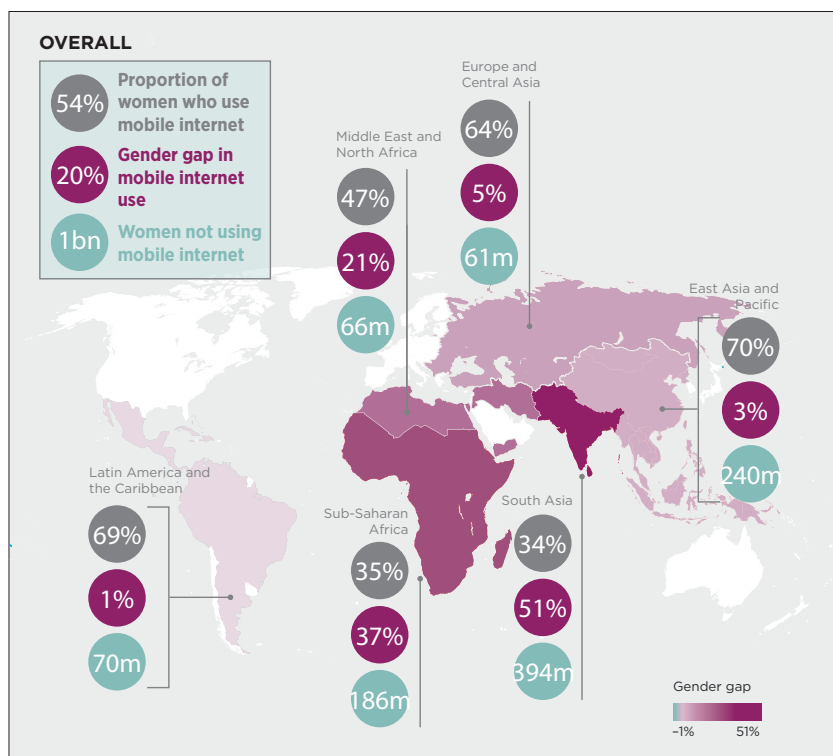 OVERALL
54%
Proportion of
women who use
mobile internet
20%
Gender gap in
mobile internet
use
1bn
Women not using
mobile internet
Europe and
Central Asia
64%
5%
61m
Middle East and
North Africa
47%
21%
66m
East Asia and
Pacific
70%
3%
240m
Latin America and
the Caribbean
69%
1%
70m
Sub-Saharan
Africa
35%
37%
186m
South Asia
34%
51%
394m
Gender gap
–1%
51%